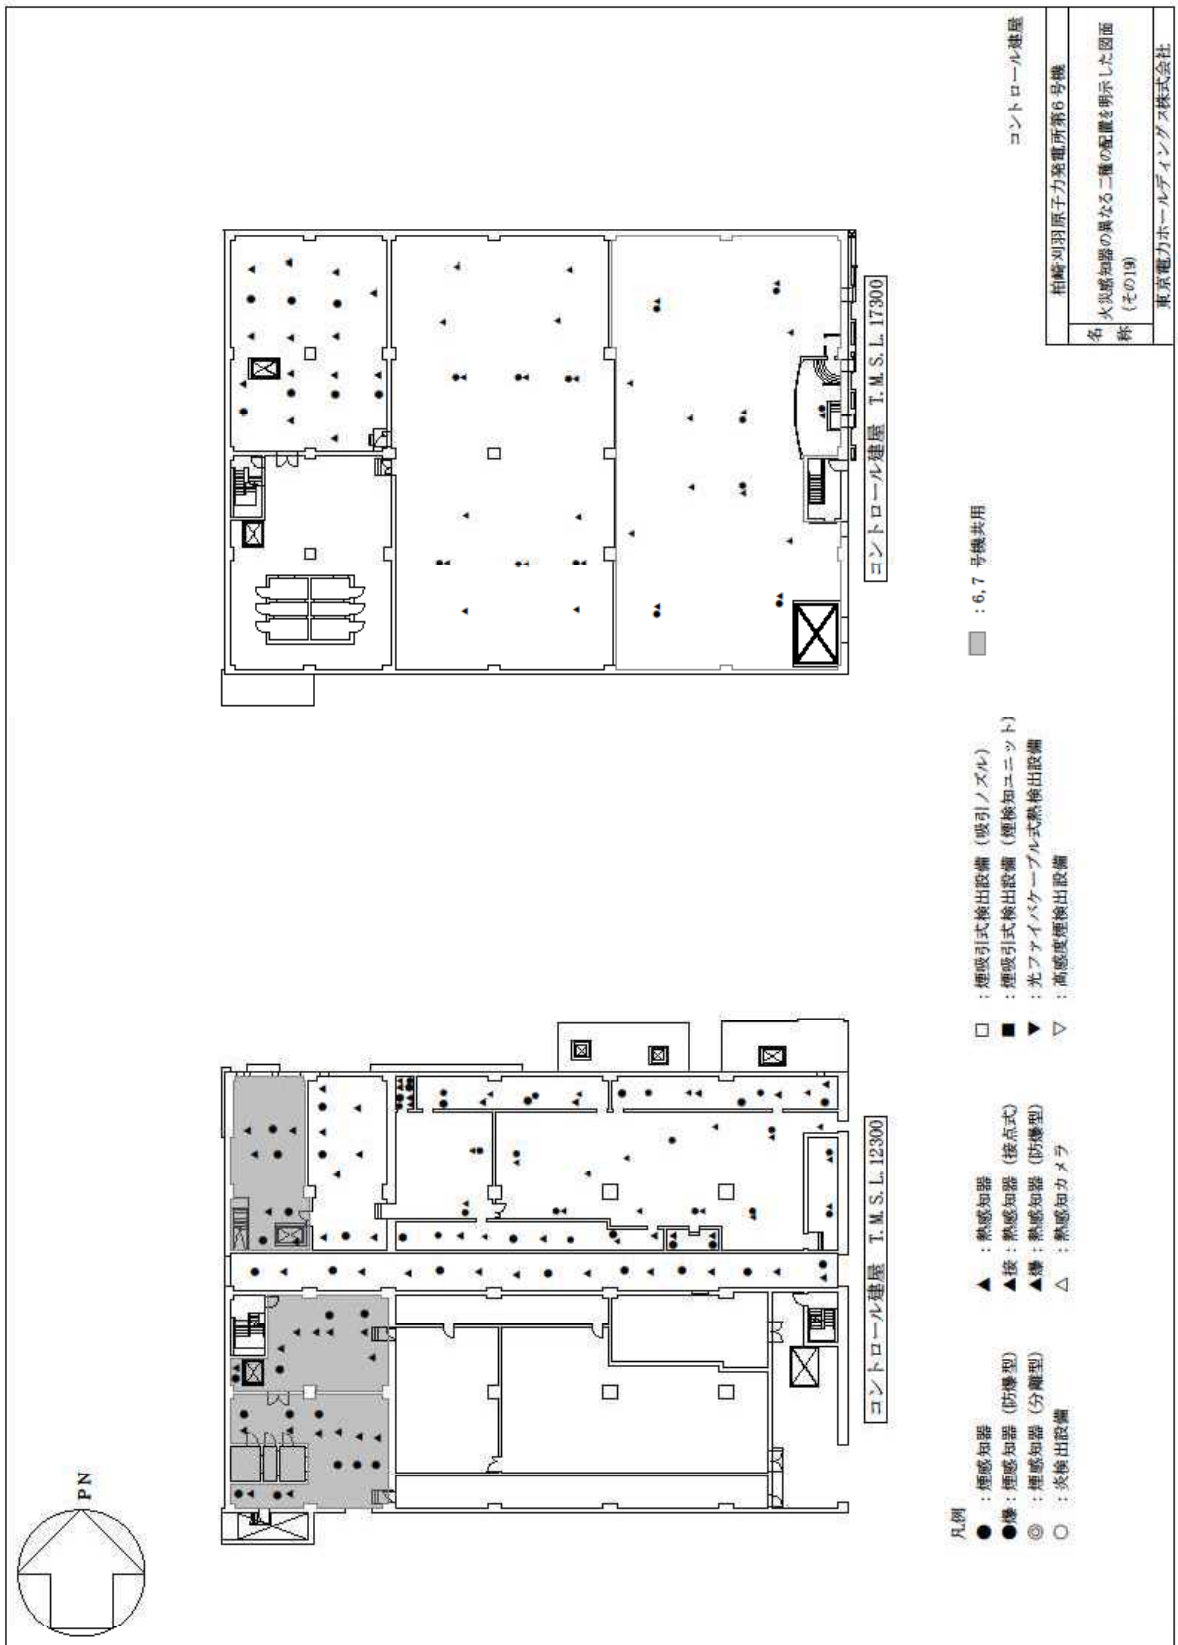 PN
コントロール建屋 T.M.S.L.12300
コントロール建屋 T.M.S.L.17300
凡例
● ：煙感知器
●爆：煙感知器（防爆型）
◎ ：煙感知器（分離型）
○ ：炎検出設備
▲ ：熱感知器
▲接：熱感知器（接点式）
▲爆：熱感知器（防爆型）
△ ：熱感知カメラ
□ ：煙吸引式検出設備（吸引ノズル）
■ ：煙吸引式検出設備（煙検知ユニット）
▼ ：光ファイバケーブル式熱検出設備
▽ ：高感度煙検出設備
：6,7 号機共用
コントロール建屋
柏崎刈羽原子力発電所第6号機
名称
火災感知器の異なる二種の配置を明示した図面
(その19)
東京電力ホールディングス株式会社